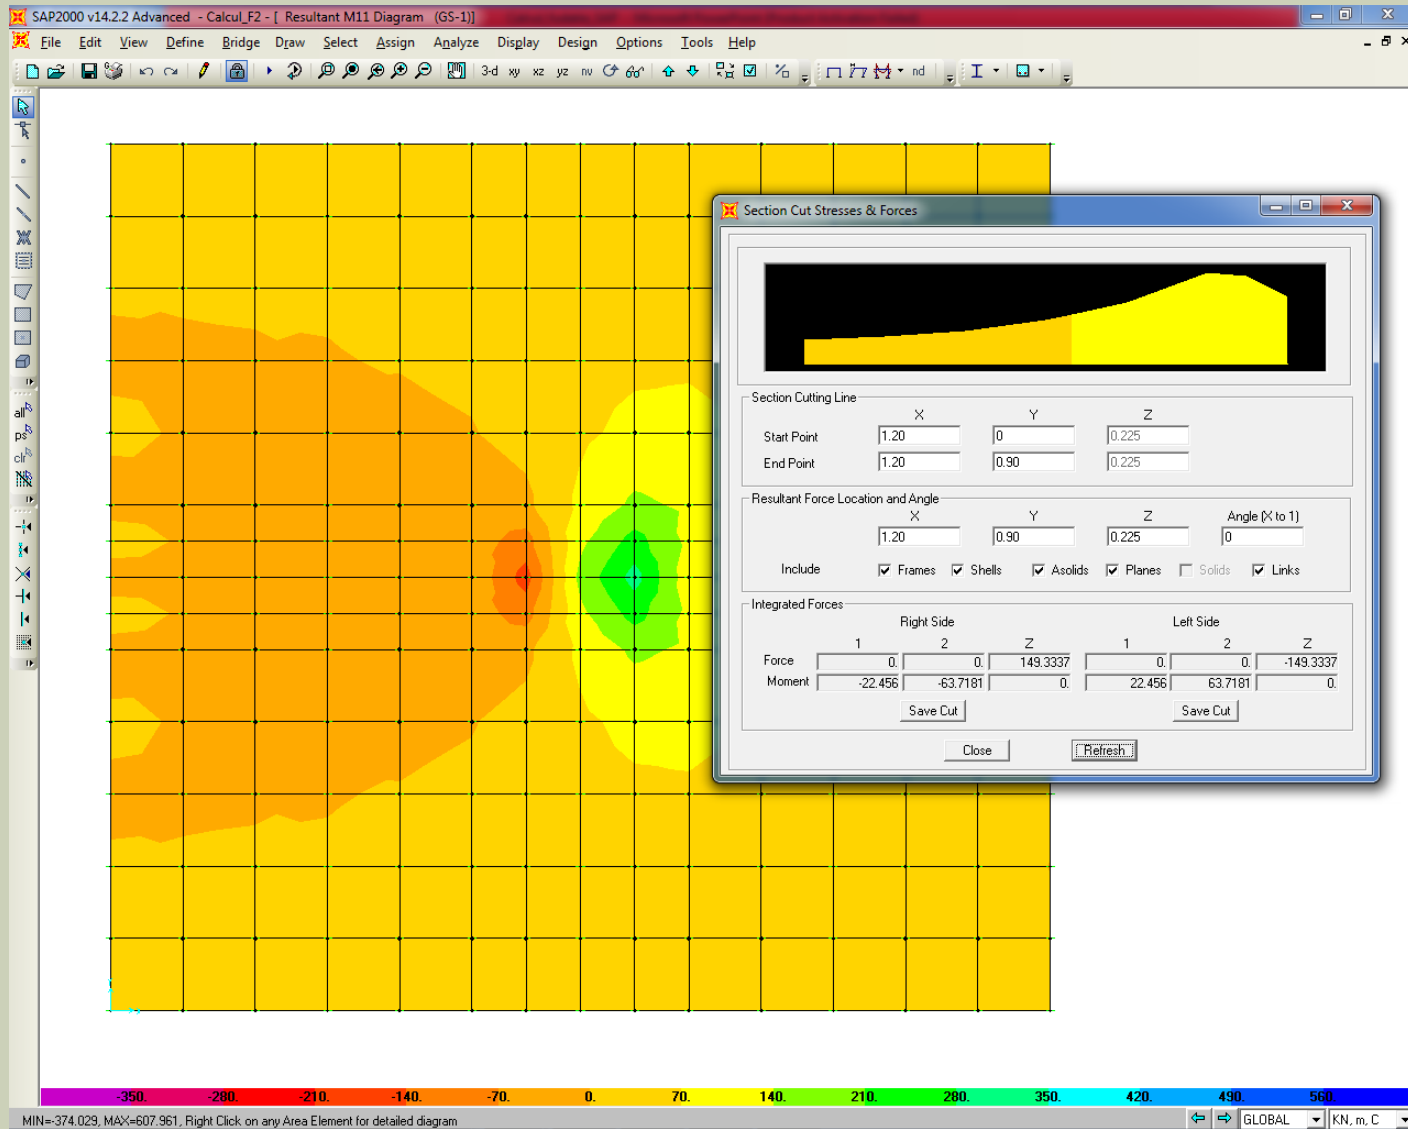 SAP2000 v14.2.2 Advanced - Calcul_F2 - [ Resultant M11 Diagram (GS-1)]
File Edit View Define Bridge Draw Select Assign Analyze Display Design Options Tools Help
3-d xy xz yz nv nd
all
ps
clr
Section Cut Stresses & Forces
Section Cutting Line
X Y Z
Start Point 1.20 0 0.225
End Point 1.20 0.90 0.225
Resultant Force Location and Angle
X Y Z Angle (X to 1)
1.20 0.90 0.225 0
Include Frames Shells Asolids Planes Solids Links
Integrated Forces
Right Side Left Side
1 2 Z 1 2 Z
Force 0. 0. 149.3337 0. 0. -149.3337
Moment -22.456 -63.7181 0. 22.456 63.7181 0.
Save Cut Save Cut
Close Refresh
-350. -280. -210. -140. -70. 0. 70. 140. 210. 280. 350. 420. 490. 560.
MIN=-374.029, MAX=607.961, Right Click on any Area Element for detailed diagram GLOBAL KN, m, C